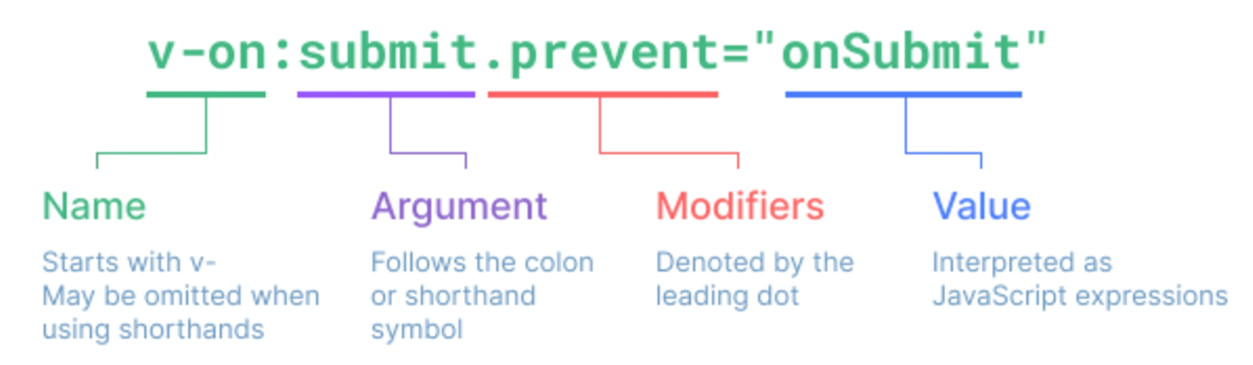 v-on:submit.prevent="onSubmit"
Name
Starts with v-
May be omitted when
using shorthands
Argument
Follows the colon
or shorthand
symbol
Modifiers
Denoted by the
leading dot
Value
Interpreted as
JavaScript expressions